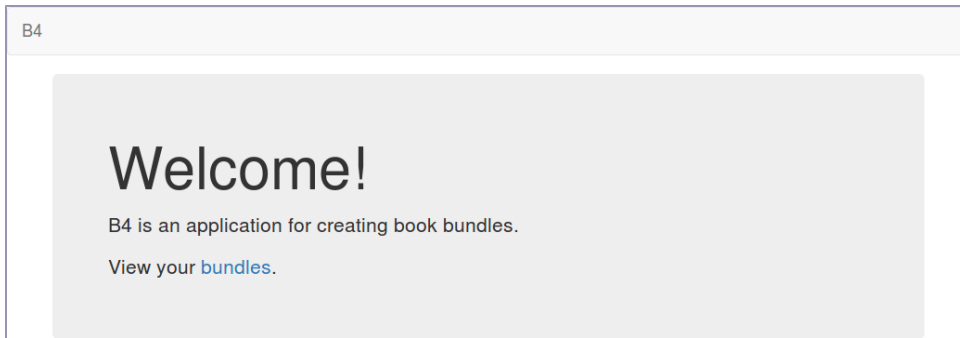 B4
Welcome!
B4 is an application for creating book bundles.
View your bundles.